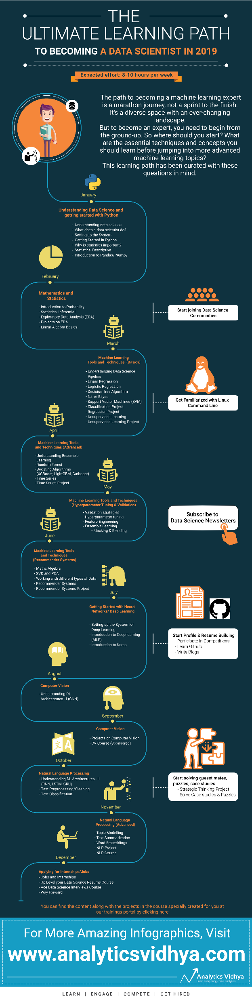 THE
ULTIMATE LEARNING PATH
TO BECOMING A DATA SCIENTIST IN 2019
Expected effort: 8-10 hours per week
The path to becoming a machine learning expert
is a marathon journey, not a sprint to the finish.
It's a diverse space with an ever-changing
landscape.
But to become an expert, you need to begin from
the ground-up. So where should you start? What
are the essential techniques and concepts you
should learn before jumping into more advanced
machine learning topics?
This learning path has been curated with these
questions in mind.
January
Understanding Data Science and
getting started with Python
- Understanding data science
- What does a data scientist do?
- Setting up the System
- Getting Started in Python
- Why is statistics important?
- Statistics: Descriptive
- Introduction to Pandas/ Numpy
February
Mathematics and
Statistics
- Introduction to Probability
- Statistics: Inferential
- Exploratory Data Analysis (EDA)
- Projects on EDA
- Linear Algebra Basics
Start joining Data Science
Communities
March
Machine Learning
Tools and Techniques (Basics)
- Understanding Data Science
Pipeline
- Linear Regression
- Logistic Regression
- Decision Tree Algorithm
- Naive Bayes
- Support Vector Machines (SVM)
- Classification Project
- Regression Project
- Unsupervised Learning
- Unsupervised Learning Project
Get Familiarized with Linux
Command Line
April
Machine Learning Tools
and Techniques (Advanced)
- Understanding Ensemble
Learning
- Random Forest
- Boosting Algorithms
(XGBoost, LightGBM, Catboost)
- Time Series
- Time Series Project
May
Machine Learning Tools and Techniques
(Hyperparameter Tuning & Validation)
- Validation strategies
- Hyperparameter tuning
- Feature Engineering
- Ensemble Learning
- Stacking & Blending
Subscribe to
Data Science Newsletters
June
Machine Learning Tools
and Techniques
(Recommender Systems)
- Matrix Algebra
- SVD and PCA
- Working with different types of Data
- Recommender Systems
- Recommender Systems Project
July
Getting Started with Neural
Networks/ Deep Learning
- Setting up the System for
Deep Learning
- Introduction to Deep learning
(MLP)
- Introduction to Keras
Start Profile & Resume Building
- Participate in Competitions
- Learn Github
- Write Blogs
August
Computer Vision
- Understanding DL
Architectures - I (CNN)
September
Computer Vision
- Projects on Computer Vision
- CV Course (Sponsored)
文 A
October
Natural Language Processing
- Understanding DL Architectures - II
(RNN, LSTM, GRU)
- Text Preprocessing/Cleaning
- Text Classification
Start solving guesstimates,
puzzles, case studies
- Strategic Thinking Project
- Solve Case studies & Puzzles
November
Natural Language
Processing (Advanced)
- Topic Modelling
- Text Summarization
- Word Embeddings
- NLP Project
- NLP Course
December
Applying for Internships/Jobs
- Jobs and Internships
- Up Level your Data Science Resume Course
- Ace Data Science Interviews Course
- Way Forward
You can find the content along with the projects in the course specially created for you at
our trainings portal by clicking here
For More Amazing Infographics, Visit
www.analyticsvidhya.com
Analytics Vidhya
Learn everything about analytics
LEARN | ENGAGE | COMPETE | GET HIRED